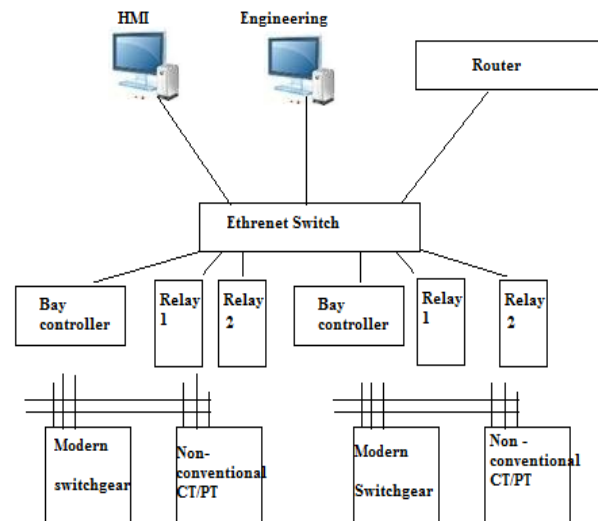 HMI
Engineering
Router
Ethrenet Switch
Bay
controller
Relay
1
Relay
2
Bay
controller
Relay
1
Relay
2
Modern
switchgear
Non-
conventional
CT/PT
Modern
Switchgear
Non -
conventional
CT/PT